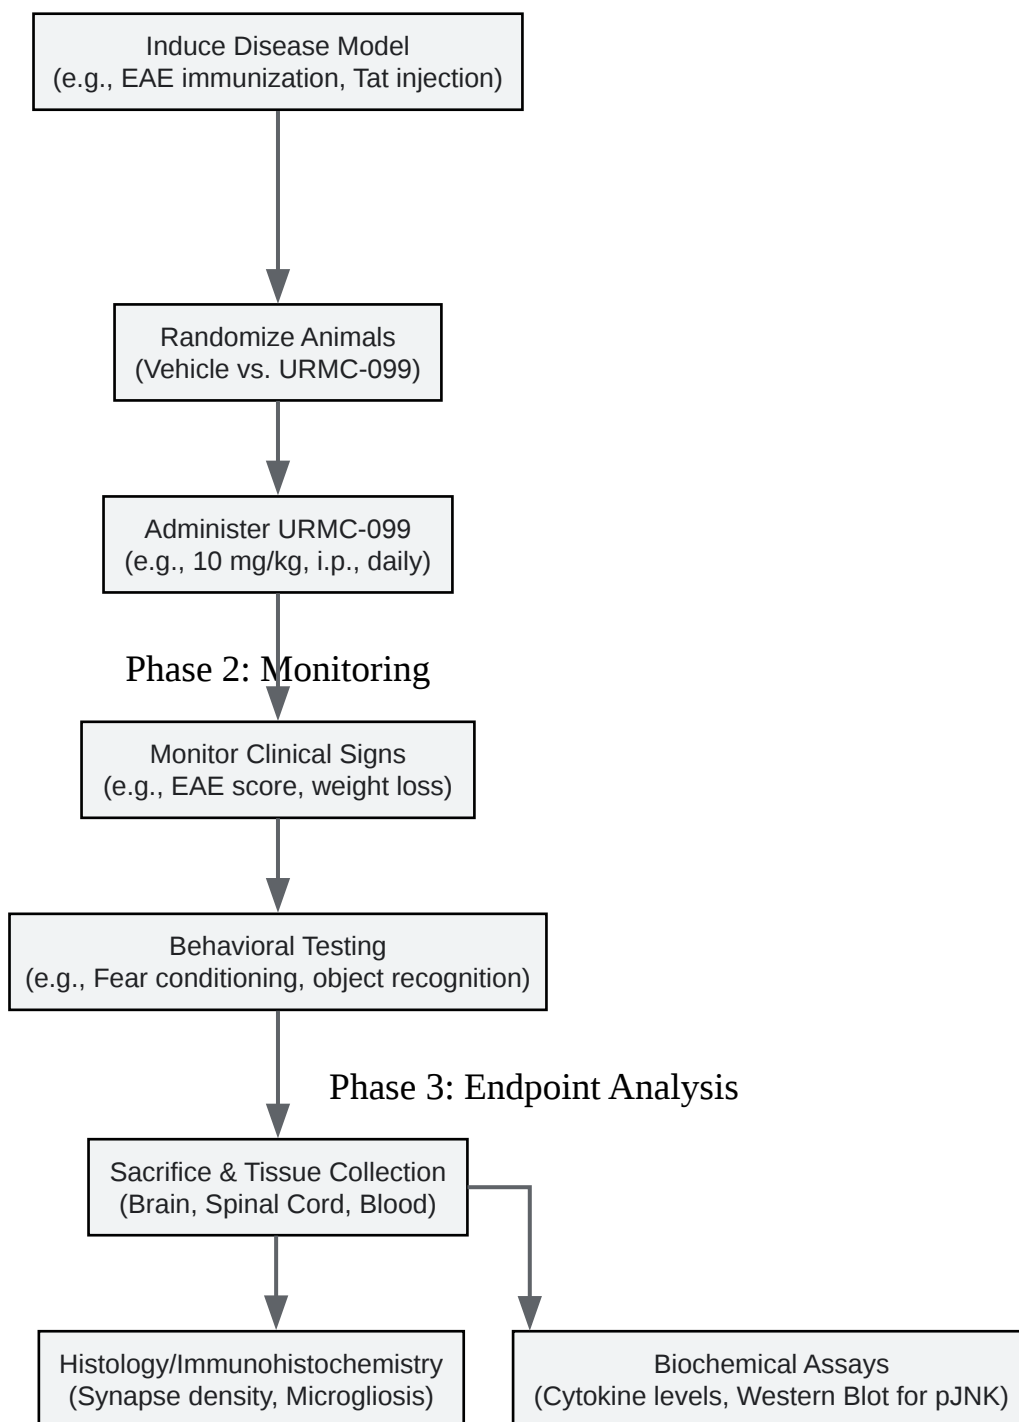 Induce Disease Model
(e.g., EAE immunization, Tat injection)
Randomize Animals
(Vehicle vs. URMC-099)
Administer URMC-099
(e.g., 10 mg/kg, i.p., daily)
Phase 2: Monitoring
Monitor Clinical Signs
(e.g., EAE score, weight loss)
Behavioral Testing
(e.g., Fear conditioning, object recognition)
Phase 3: Endpoint Analysis
Sacrifice & Tissue Collection
(Brain, Spinal Cord, Blood)
Histology/Immunohistochemistry
(Synapse density, Microgliosis)
Biochemical Assays
(Cytokine levels, Western Blot for pJNK)